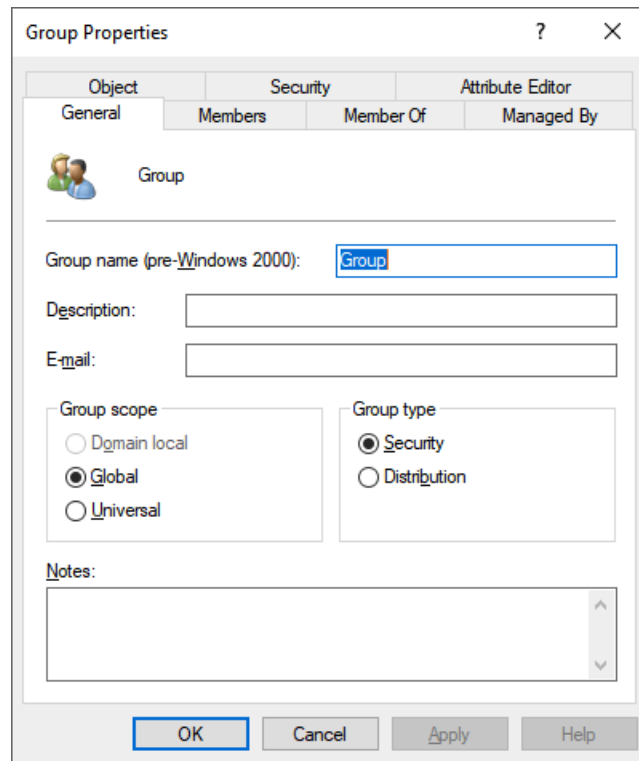 Group Properties
?
Object Security Attribute Editor
General Members Member Of Managed By
Group
Group name (pre-Windows 2000): Group
Description:
E-mail:
Group scope Group type
Domain local Security
Global Distribution
Universal
Notes:
OK Cancel Apply Help